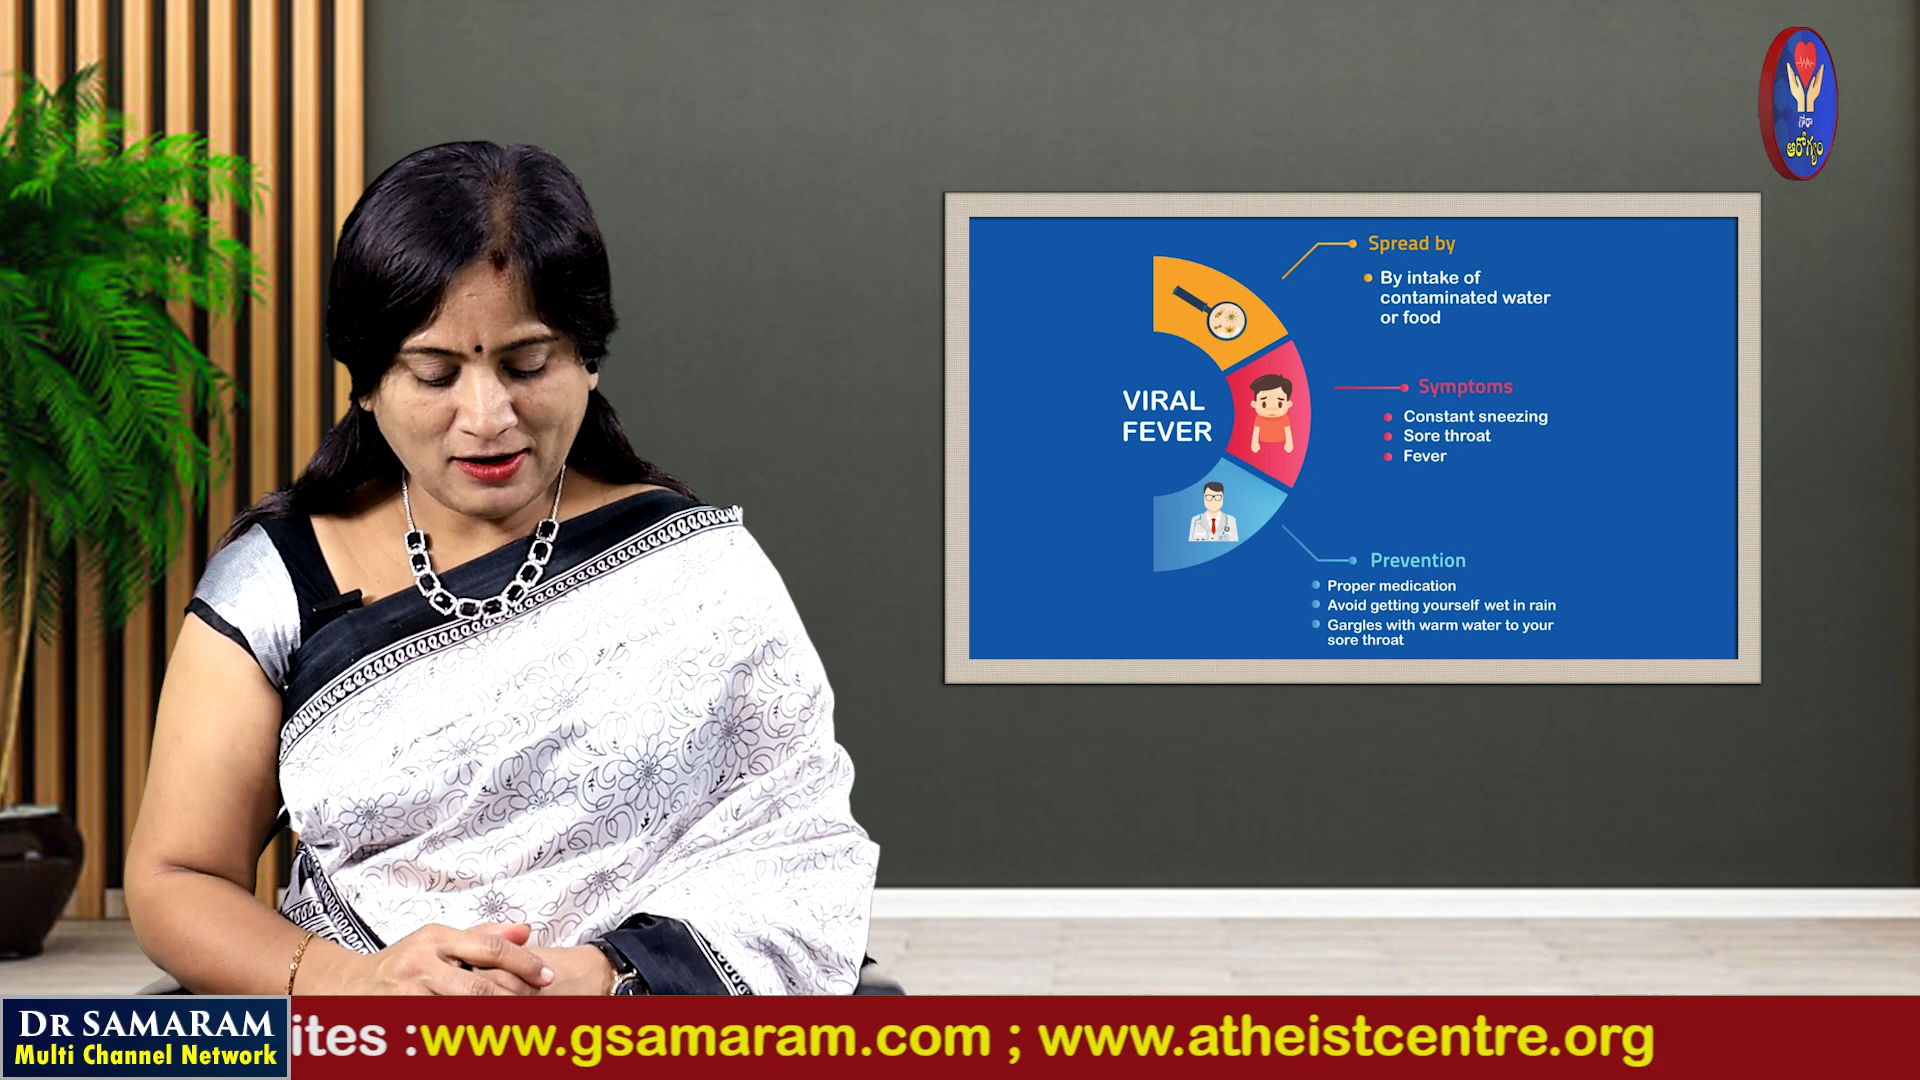 గోరా
ఆరోగ్యం
Spread by
By intake of
contaminated water
or food
VIRAL
FEVER
Symptoms
Constant sneezing
Sore throat
Fever
Prevention
Proper medication
Avoid getting yourself wet in rain
Gargles with warm water to your
sore throat
DR SAMARAM
Multi Channel Network
ites :www.gsamaram.com ; www.atheistcentre.org